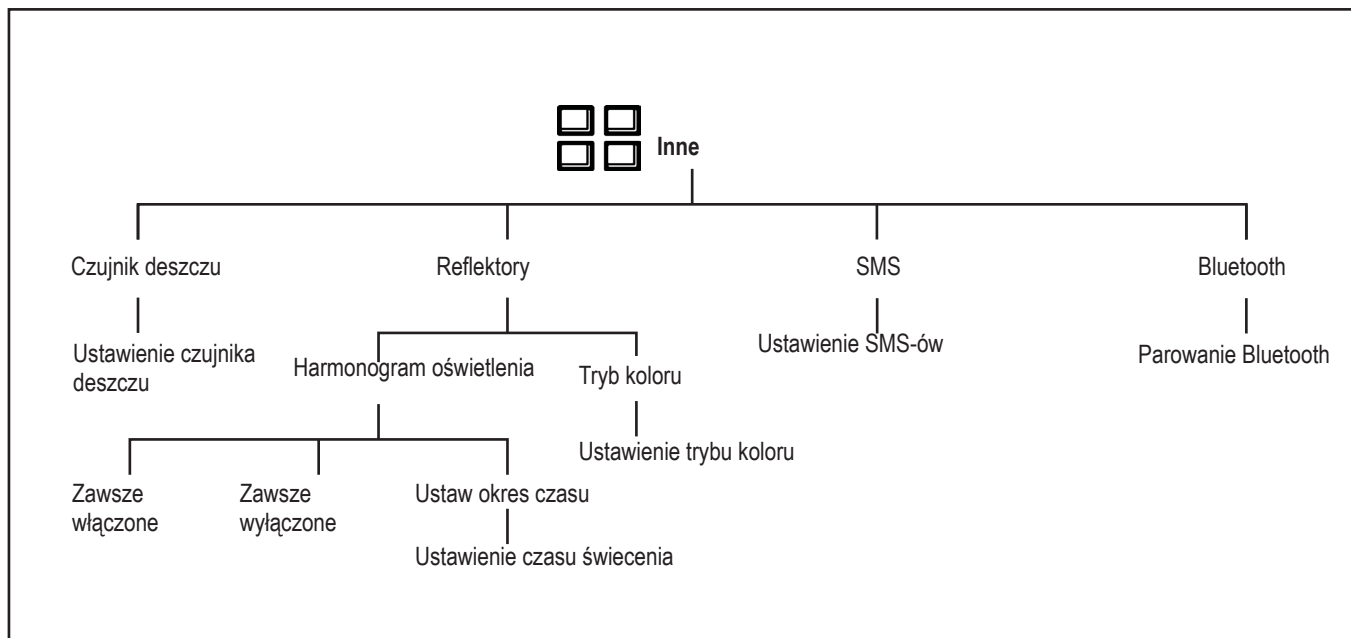 Inne
Czujnik deszczu
Reflektory
SMS
Bluetooth
Ustawienie czujnika
deszczu
Harmonogram oświetlenia
Tryb koloru
Ustawienie SMS-ów
Parowanie Bluetooth
Ustawienie trybu koloru
Zawsze
włączone
Zawsze
wyłączone
Ustaw okres czasu
Ustawienie czasu świecenia